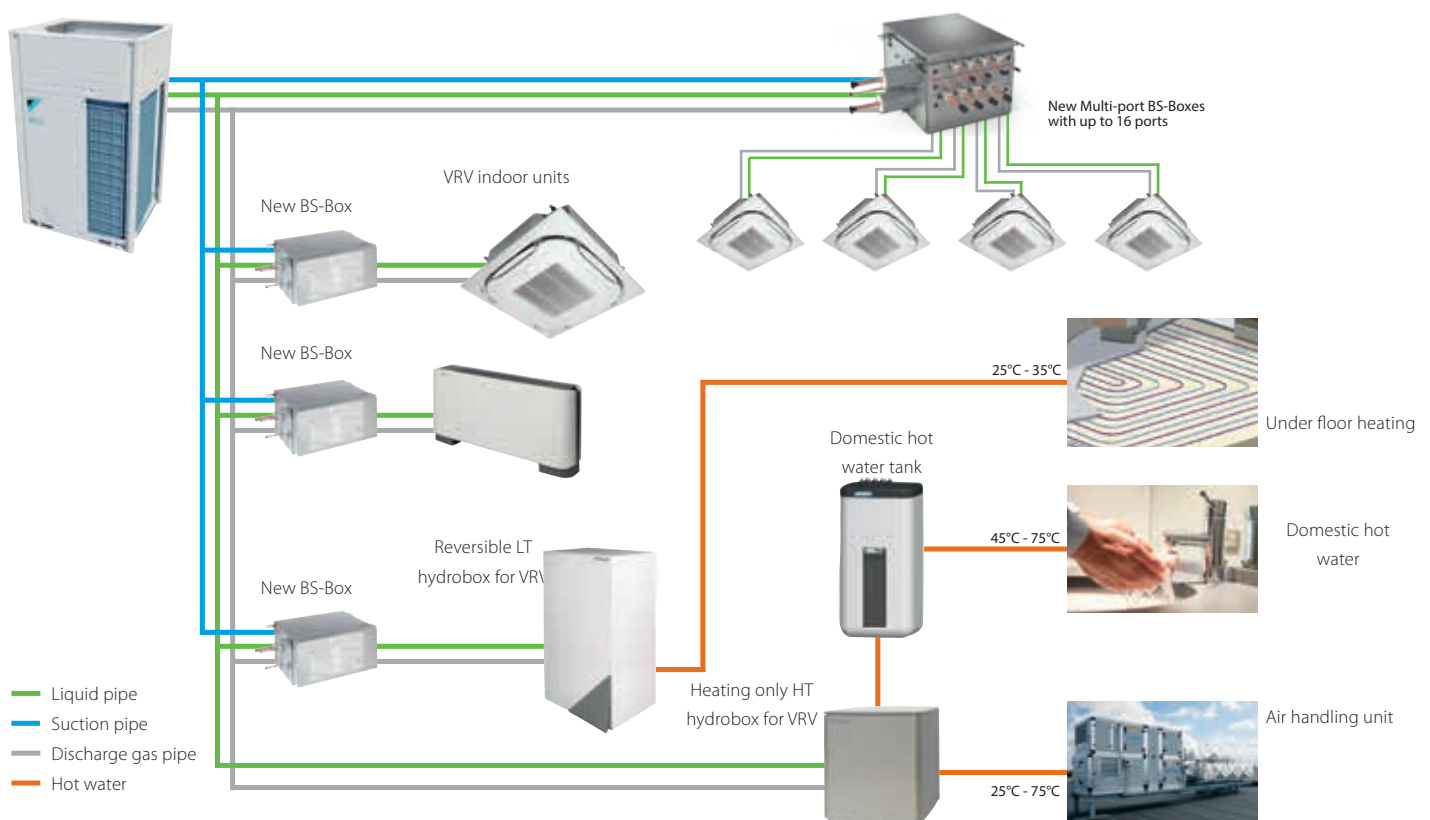 New Multi-port BS-Boxes
with up to 16 ports
VRV indoor units
New BS-Box
New BS-Box
25°C - 35°C
Under floor heating
Domestic hot
water tank
45°C - 75°C
Domestic hot
water
Reversible LT
hydrobox for VRV
New BS-Box
Heating only HT
hydrobox for VRV
Air handling unit
25°C - 75°C
Liquid pipe
Suction pipe
Discharge gas pipe
Hot water